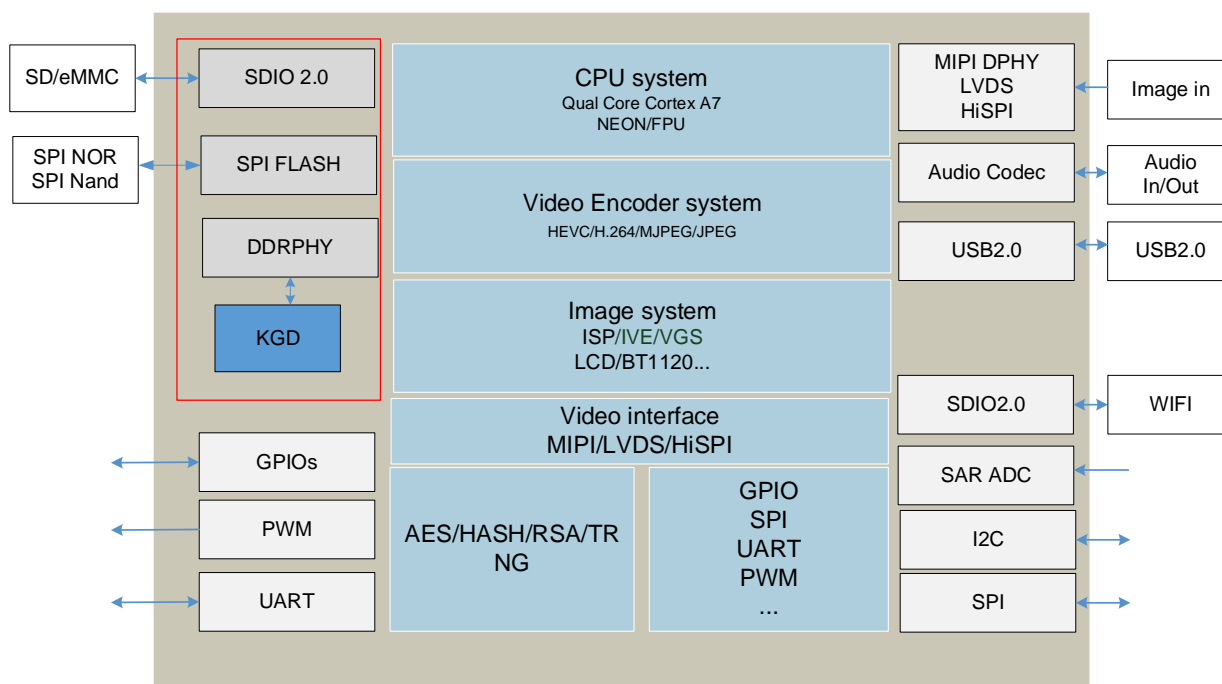 SD/eMMC
SDIO 2.0
SPI NOR
SPI Nand
SPI FLASH
DDRPHY
KGD
GPIOs
PWM
UART
CPU system
Qual Core Cortex A7
NEON/FPU
Video Encoder system
HEVC/H.264/MJPEG/JPEG
Image system
ISP/IVE/VGS
LCD/BT1120...
Video interface
MIPI/LVDS/HiSPI
AES/HASH/RSA/TR
NG
GPIO
SPI
UART
PWM
...
MIPI DPHY
LVDS
HiSPI
Image in
Audio Codec
Audio
In/Out
USB2.0
USB2.0
SDIO2.0
WIFI
SAR ADC
I2C
SPI